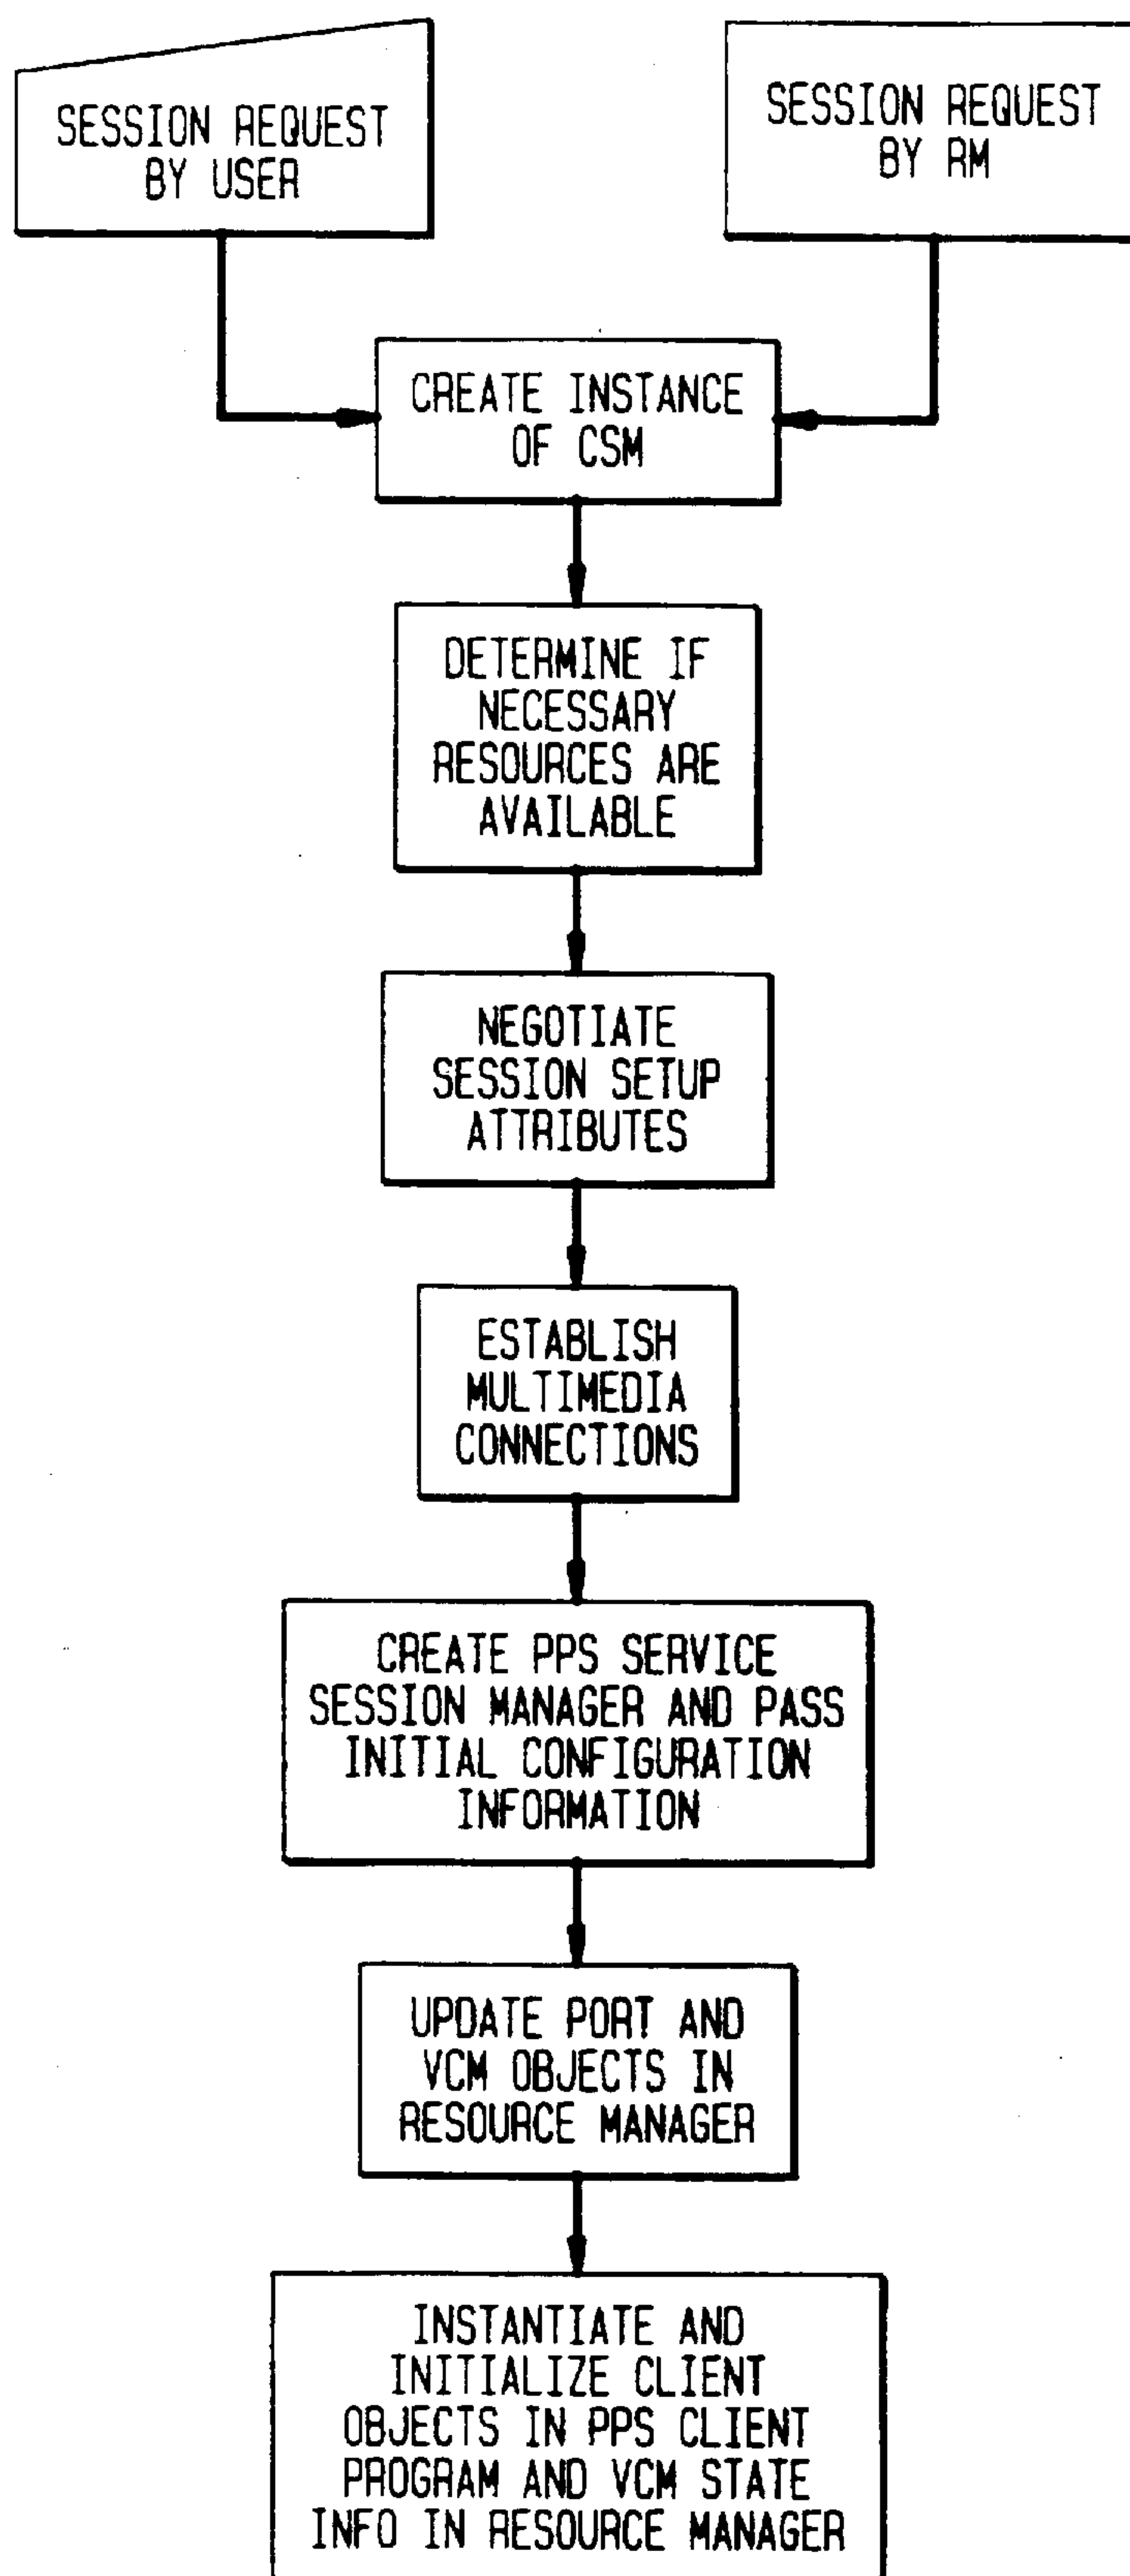 SESSION REQUEST
BY USER
SESSION REQUEST
BY RM
CREATE INSTANCE
OF CSM
DETERMINE IF
NECESSARY
RESOURCES ARE
AVAILABLE
NEGOTIATE
SESSION SETUP
ATTRIBUTES
ESTABLISH
MULTIMEDIA
CONNECTIONS
CREATE PPS SERVICE
SESSION MANAGER AND PASS
INITIAL CONFIGURATION
INFORMATION
UPDATE PORT AND
VCM OBJECTS IN
RESOURCE MANAGER
INSTANTIATE AND
INITIALIZE CLIENT
OBJECTS IN PPS CLIENT
PROGRAM AND VCM STATE
INFO IN RESOURCE MANAGER